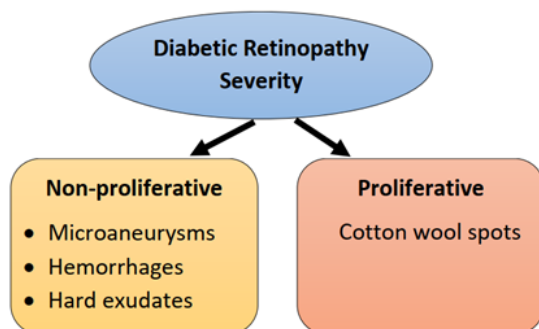 Diabetic Retinopathy
Severity
Non-proliferative
• Microaneurysms
• Hemorrhages
• Hard exudates
Proliferative
Cotton wool spots